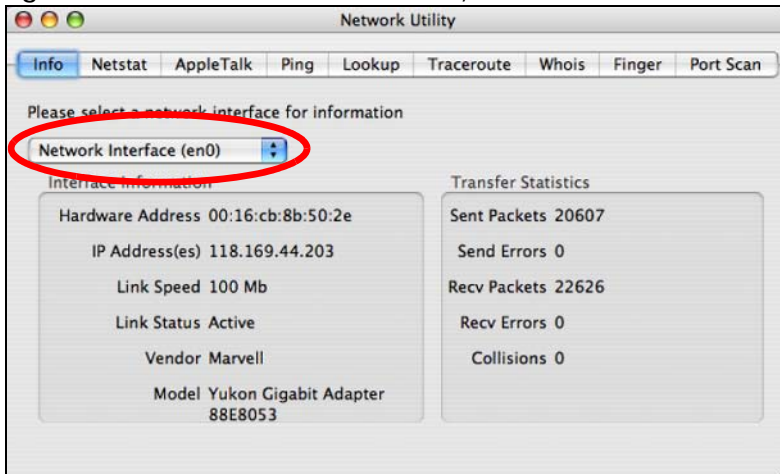 Network Utility
Info Netstat AppleTalk Ping Lookup Traceroute Whois Finger Port Scan
Please select a network interface for information
Network Interface (en0)
Interface Information
Hardware Address 00:16:cb:8b:50:2e
IP Address(es) 118.169.44.203
Link Speed 100 Mb
Link Status Active
Vendor Marvell
Model Yukon Gigabit Adapter
88E8053
Transfer Statistics
Sent Packets 20607
Send Errors 0
Recv Packets 22626
Recv Errors 0
Collisions 0